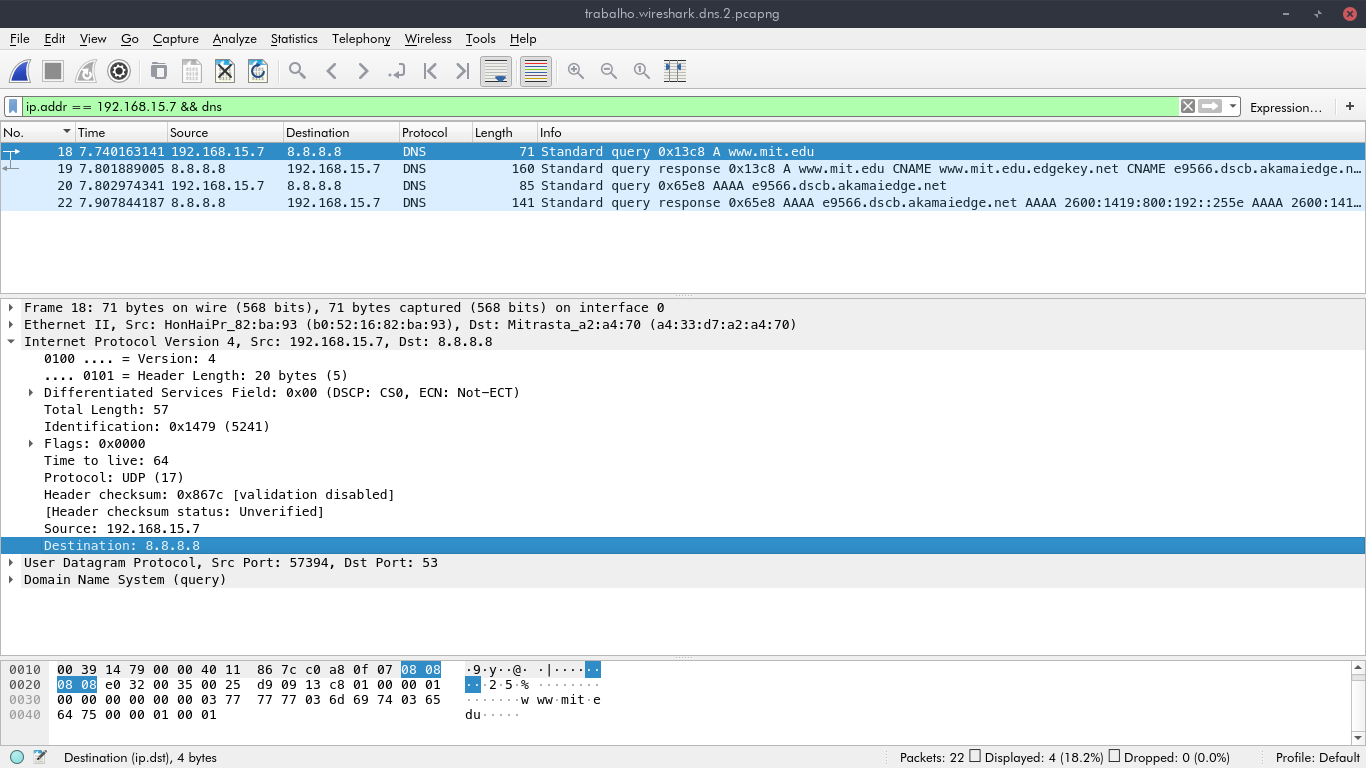 trabalho.wireshark.dns.2.pcapng
File Edit View Go Capture Analyze Statistics Telephony Wireless Tools Help
ip.addr == 192.168.15.7 && dns Expression… +
No. Time Source Destination Protocol Length Info
18 7.740163141 192.168.15.7 8.8.8.8 DNS 71 Standard query 0x13c8 A www.mit.edu
19 7.801889005 8.8.8.8 192.168.15.7 DNS 160 Standard query response 0x13c8 A www.mit.edu CNAME www.mit.edu.edgekey.net CNAME e9566.dscb.akamaiedge.n…
20 7.802974341 192.168.15.7 8.8.8.8 DNS 85 Standard query 0x65e8 AAAA e9566.dscb.akamaiedge.net
22 7.907844187 8.8.8.8 192.168.15.7 DNS 141 Standard query response 0x65e8 AAAA e9566.dscb.akamaiedge.net AAAA 2600:1419:800:192::255e AAAA 2600:141…
Frame 18: 71 bytes on wire (568 bits), 71 bytes captured (568 bits) on interface 0
Ethernet II, Src: HonHaiPr_82:ba:93 (b0:52:16:82:ba:93), Dst: Mitrasta_a2:a4:70 (a4:33:d7:a2:a4:70)
Internet Protocol Version 4, Src: 192.168.15.7, Dst: 8.8.8.8
0100 .... = Version: 4
.... 0101 = Header Length: 20 bytes (5)
Differentiated Services Field: 0x00 (DSCP: CS0, ECN: Not-ECT)
Total Length: 57
Identification: 0x1479 (5241)
Flags: 0x0000
Time to live: 64
Protocol: UDP (17)
Header checksum: 0x867c [validation disabled]
[Header checksum status: Unverified]
Source: 192.168.15.7
Destination: 8.8.8.8
User Datagram Protocol, Src Port: 57394, Dst Port: 53
Domain Name System (query)
0010 00 39 14 79 00 00 40 11 86 7c c0 a8 0f 07 08 08 ·9·y··@· ·|······
0020 08 08 e0 32 00 35 00 25 d9 09 13 c8 01 00 00 01 ···2·5·% ········
0030 00 00 00 00 00 00 03 77 77 77 03 6d 69 74 03 65 ·······w ww·mit·e
0040 64 75 00 00 01 00 01 du·····
Destination (ip.dst), 4 bytes Packets: 22 Displayed: 4 (18.2%) Dropped: 0 (0.0%) Profile: Default